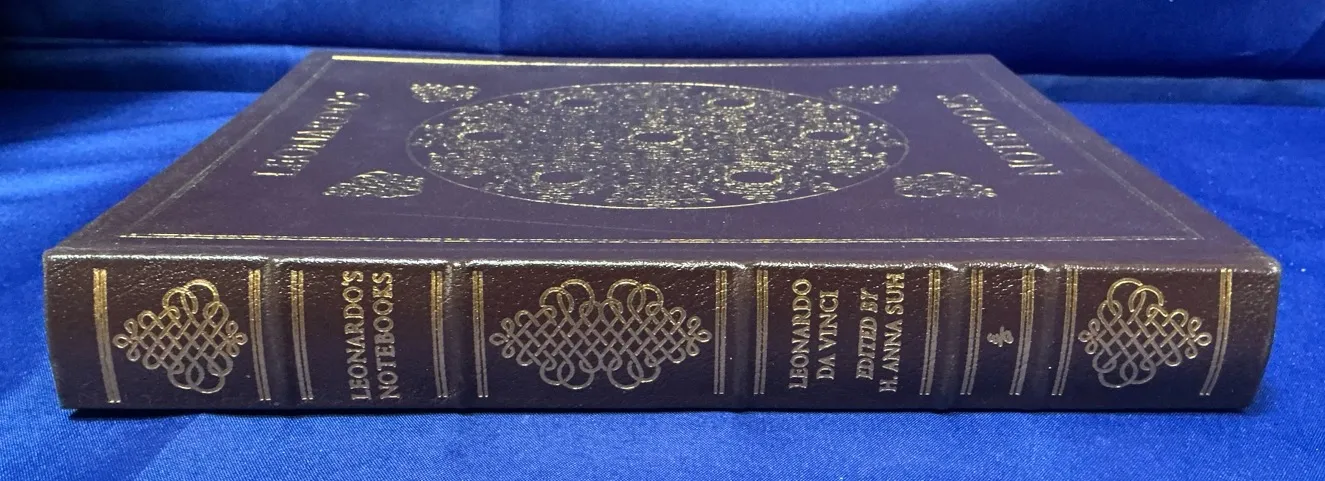 LEONARDO'S
NOTEBOOKS
LEONARDO'S
NOTEBOOKS
LEONARDO
DA VINCI
EDITED BY
H. ANNA SUH